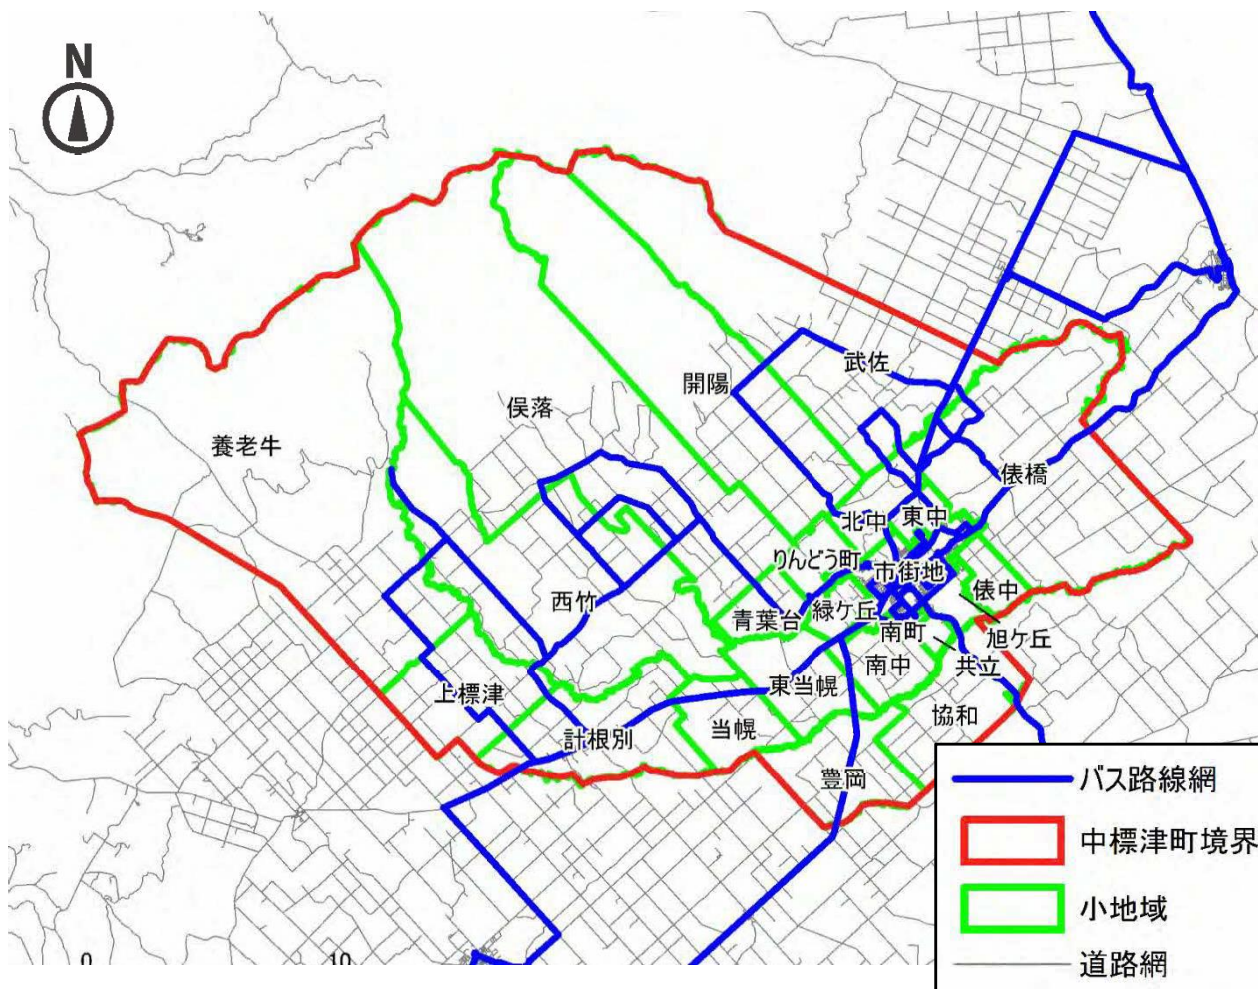 N
武佐
開陽
俣落
養老牛
俵橋
北中
東中
りんどう町
市街地
俵中
西竹
青葉台
緑ケ丘
南町
旭ケ丘
南中
共立
上標津
東当幌
協和
計根別
当幌
豊岡
バス路線網
中標津町境界
小地域
道路網
0
10